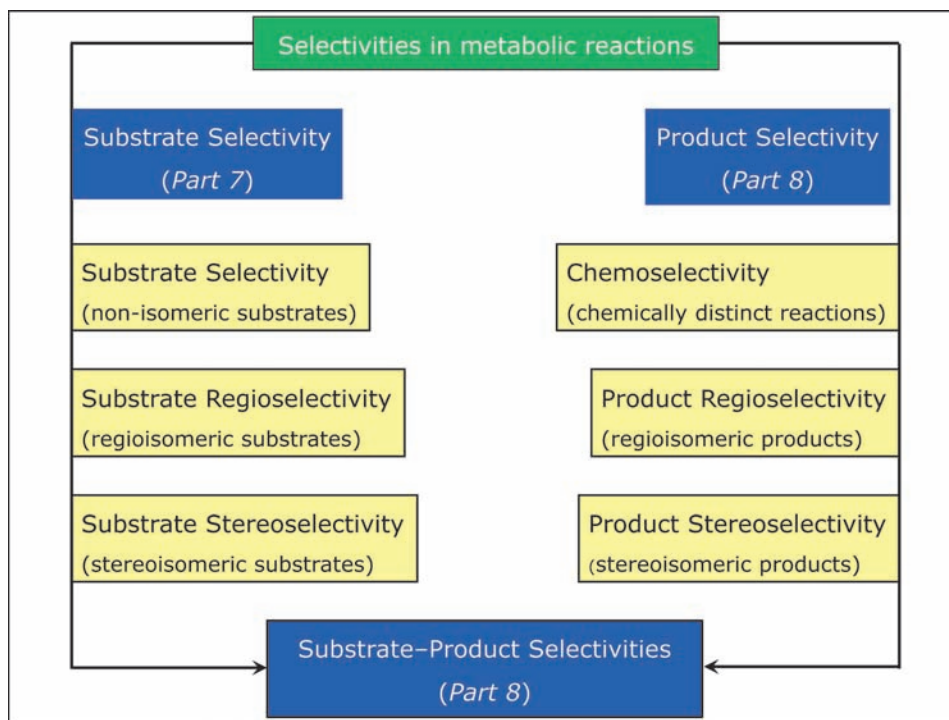 Selectivities in metabolic reactions
Substrate Selectivity
(Part 7)
Product Selectivity
(Part 8)
Substrate Selectivity
(non-isomeric substrates)
Chemoselectivity
(chemically distinct reactions)
Substrate Regioselectivity
(regioisomeric substrates)
Product Regioselectivity
(regioisomeric products)
Substrate Stereoselectivity
(stereoisomeric substrates)
Product Stereoselectivity
(stereoisomeric products)
Substrate–Product Selectivities
(Part 8)